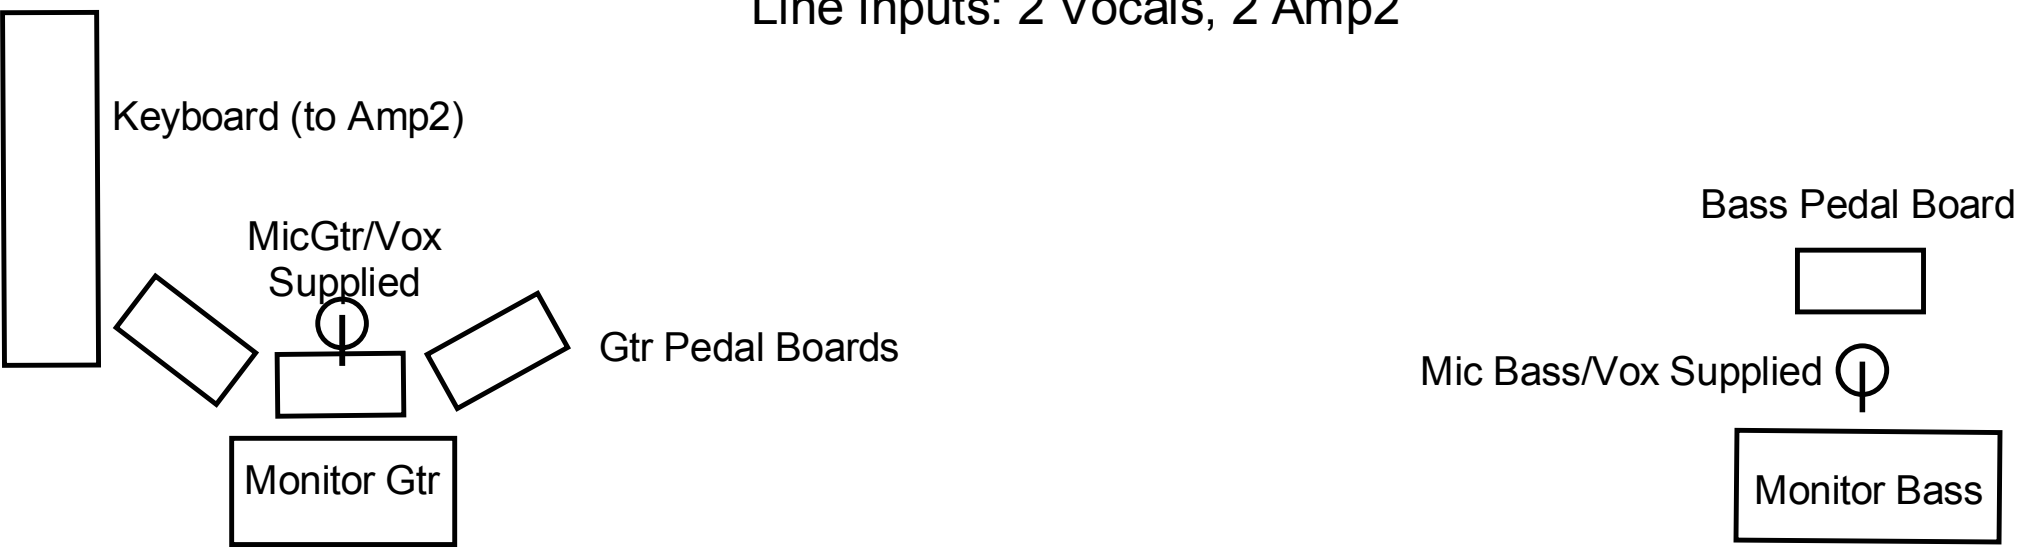 Line Inputs: 2 Vocals, 2 Amp2
Keyboard (to Amp2)
MicGtr/Vox
Supplied
Gtr Pedal Boards
Monitor Gtr
Bass Pedal Board
Mic Bass/Vox Supplied
Monitor Bass